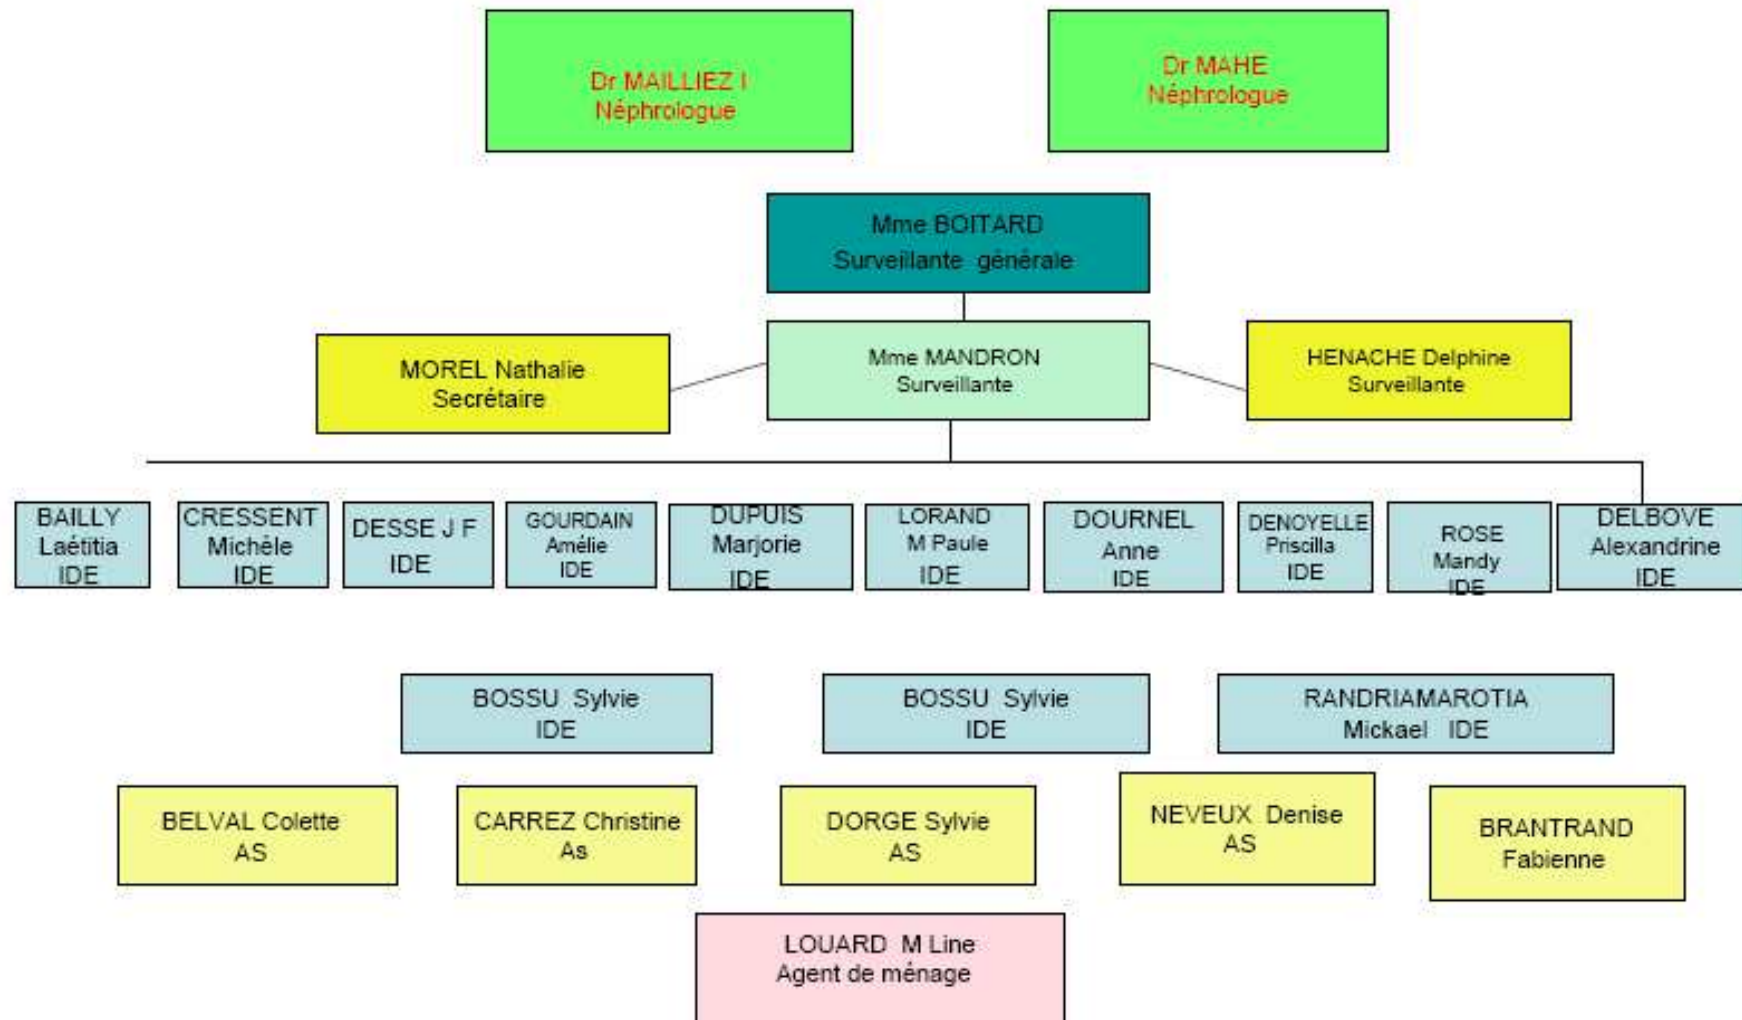 Dr MAILLIEZ I
Néphrologue
Dr MAHE
Néphrologue
Mme BOITARD
Surveillante générale
MOREL Nathalie
Secrétaire
Mme MANDRON
Surveillante
HENACHE Delphine
Surveillante
BAILLY
Laétitia
IDE
CRESSENT
Michèle
IDE
DESSE J F
IDE
GOURDAIN
Amélie
IDE
DUPUIS
Marjorie
IDE
LORAND
M Paule
IDE
DOURNEL
Anne
IDE
DENOYELLE
Priscilla
IDE
ROSE
Mandy
IDE
DELBOVE
Alexandrine
IDE
BOSSU Sylvie
IDE
BOSSU Sylvie
IDE
RANDRIAMAROTIA
Mickael IDE
BELVAL Colette
AS
CARREZ Christine
As
DORGE Sylvie
AS
NEVEUX Denise
AS
BRANTRAND
Fabienne
LOUARD M Line
Agent de ménage